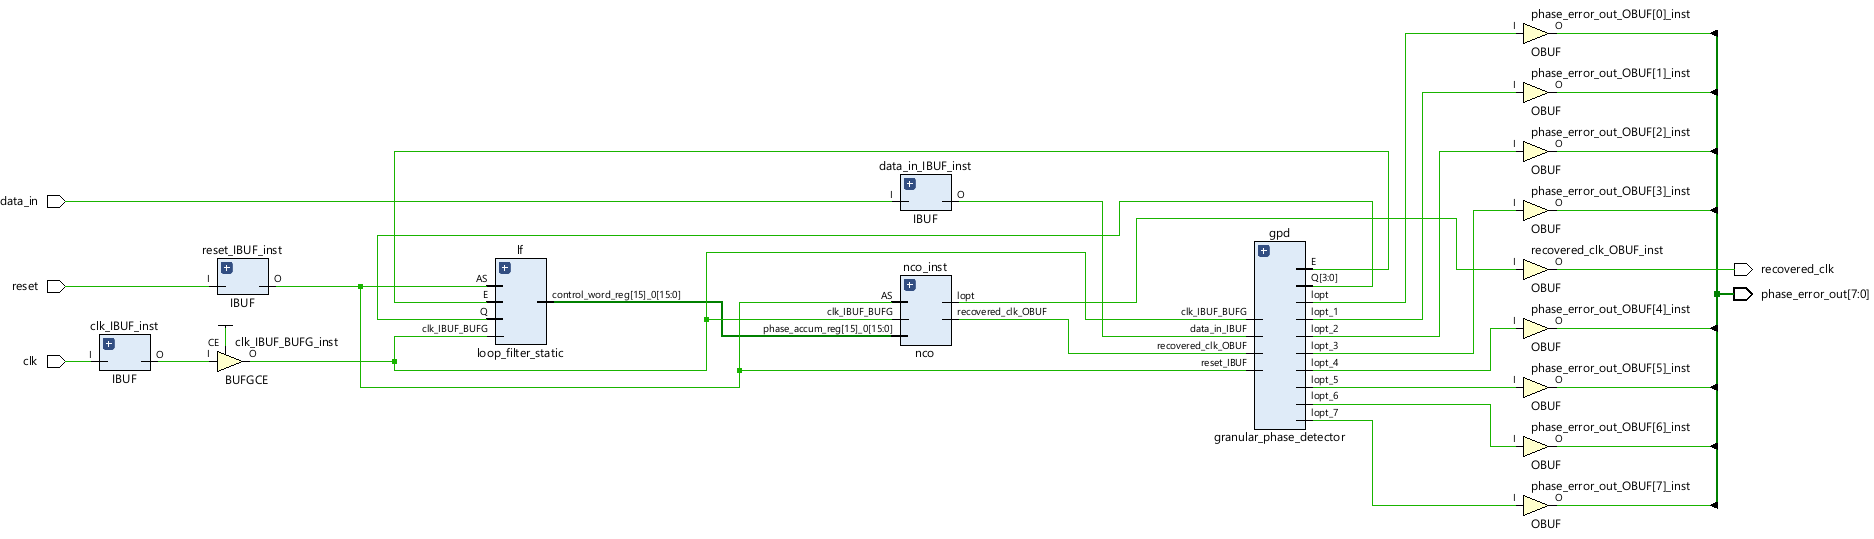 phase_error_out_OBUF[0]_inst
I
O
OBUF
phase_error_out_OBUF[1]_inst
I
O
OBUF
phase_error_out_OBUF[2]_inst
I
O
OBUF
data_in_IBUF_inst
data_in
I
O
IBUF
phase_error_out_OBUF[3]_inst
I
O
OBUF
reset_IBUF_inst
reset
I
O
IBUF
lf
AS
E
Q
clk_IBUF_BUFG
control_word_reg[15]_0[15:0]
loop_filter_static
nco_inst
AS
clk_IBUF_BUFG
phase_accum_reg[15]_0[15:0]
lopt
recovered_clk_OBUF
nco
gpd
clk_IBUF_BUFG
data_in_IBUF
recovered_clk_OBUF
reset_IBUF
E
Q[3:0]
lopt
lopt_1
lopt_2
lopt_3
lopt_4
lopt_5
lopt_6
lopt_7
granular_phase_detector
recovered_clk_OBUF_inst
I
O
OBUF
recovered_clk
phase_error_out[7:0]
clk_IBUF_inst
clk
I
O
IBUF
clk_IBUF_BUFG_inst
CE
I
O
BUFGCE
phase_error_out_OBUF[4]_inst
I
O
OBUF
phase_error_out_OBUF[5]_inst
I
O
OBUF
phase_error_out_OBUF[6]_inst
I
O
OBUF
phase_error_out_OBUF[7]_inst
I
O
OBUF